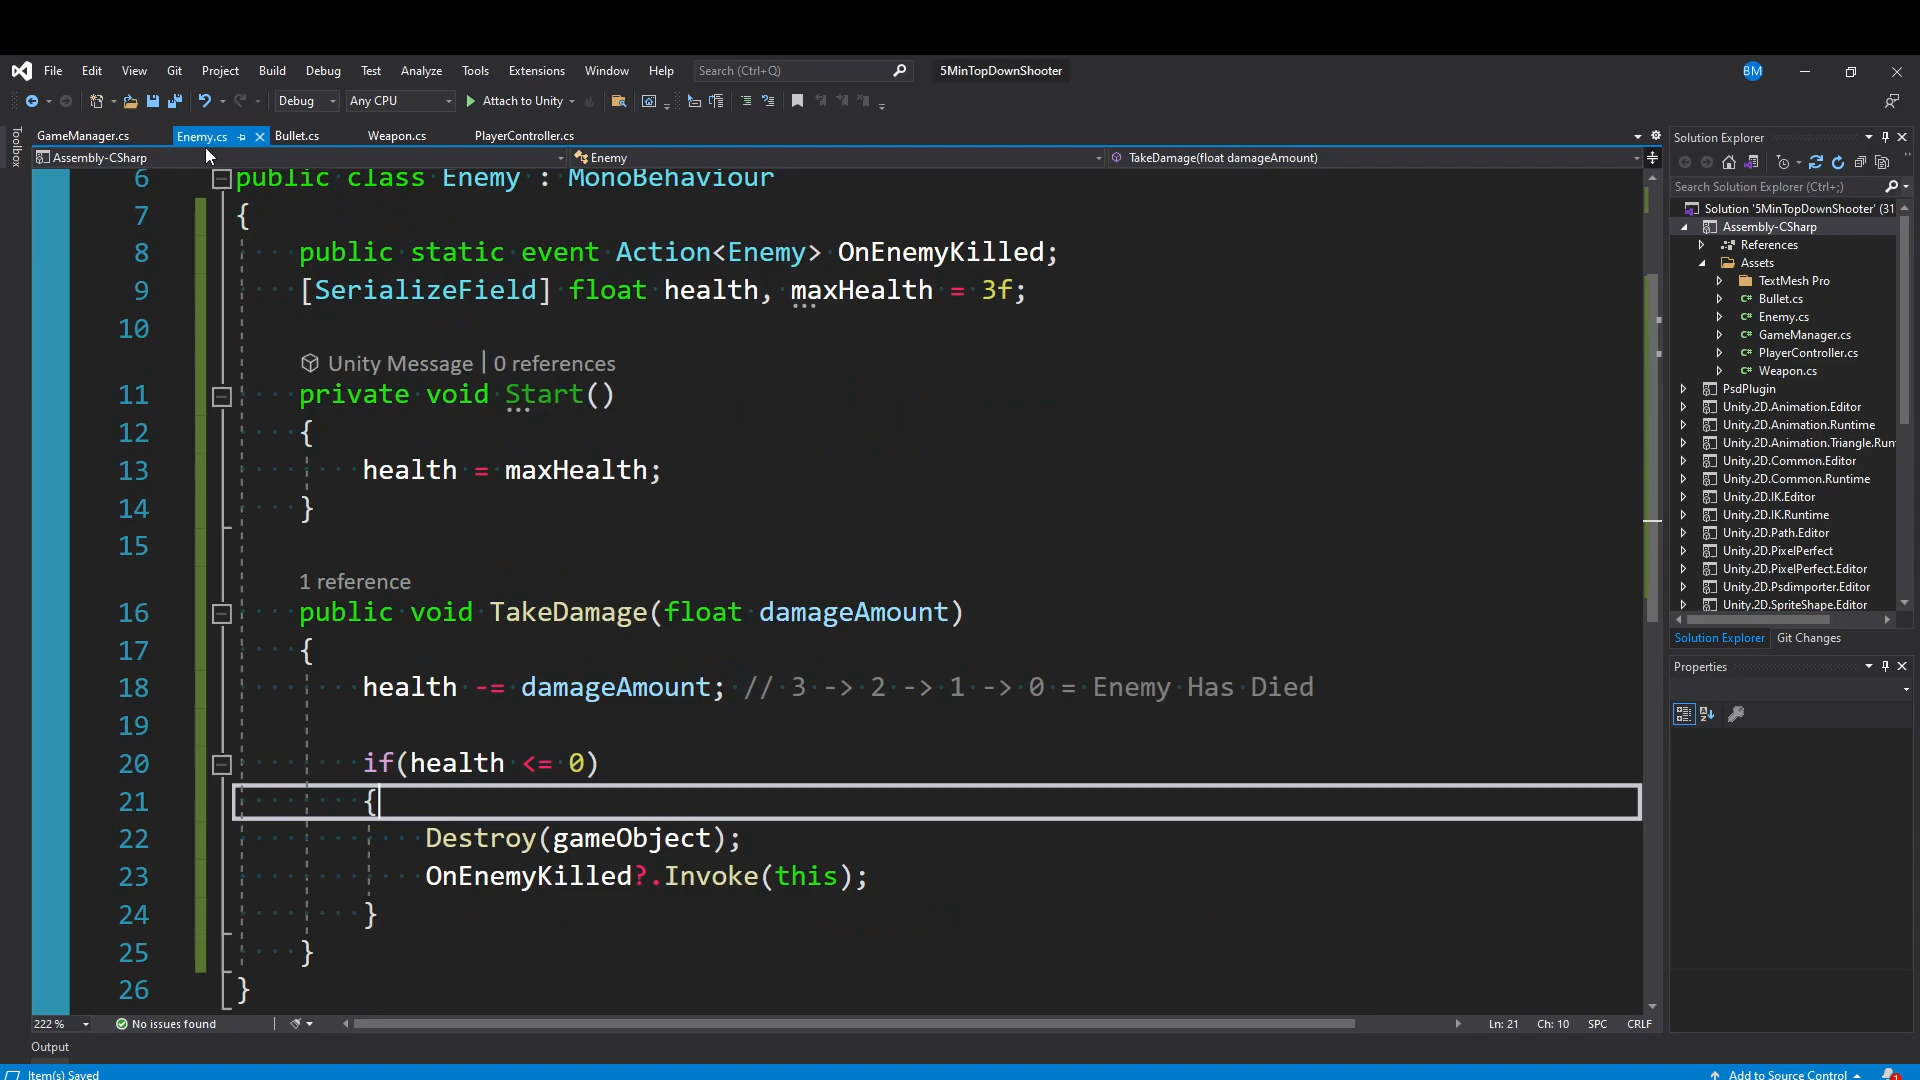 File Edit View Git Project Build Debug Test Analyze Tools Extensions Window Help Search (Ctrl+Q) 5MinTopDownShooter BM
Debug Any CPU Attach to Unity
Toolbox
GameManager.cs Enemy.cs Bullet.cs Weapon.cs PlayerController.cs
Assembly-CSharp Enemy TakeDamage(float damageAmount)
6 public class Enemy : MonoBehaviour
7 {
8 public static event Action<Enemy> OnEnemyKilled;
9 [SerializeField] float health, maxHealth = 3f;
10
Unity Message | 0 references
11 private void Start()
12 {
13 health = maxHealth;
14 }
15
1 reference
16 public void TakeDamage(float damageAmount)
17 {
18 health -= damageAmount; // 3 -> 2 -> 1 -> 0 = Enemy Has Died
19
20 if(health <= 0)
21 {
22 Destroy(gameObject);
23 OnEnemyKilled?.Invoke(this);
24 }
25 }
26 }
222 % No issues found Ln: 21 Ch: 10 SPC CRLF
Output
Item(s) Saved
Add to Source Control 1
Solution Explorer
Search Solution Explorer (Ctrl+;)
Solution '5MinTopDownShooter' (31
Assembly-CSharp
References
Assets
TextMesh Pro
C# Bullet.cs
C# Enemy.cs
C# GameManager.cs
C# PlayerController.cs
C# Weapon.cs
PsdPlugin
Unity.2D.Animation.Editor
Unity.2D.Animation.Runtime
Unity.2D.Animation.Triangle.Run
Unity.2D.Common.Editor
Unity.2D.Common.Runtime
Unity.2D.IK.Editor
Unity.2D.IK.Runtime
Unity.2D.Path.Editor
Unity.2D.PixelPerfect
Unity.2D.PixelPerfect.Editor
Unity.2D.Psdimporter.Editor
Unity.2D.SpriteShape.Editor
Solution Explorer Git Changes
Properties